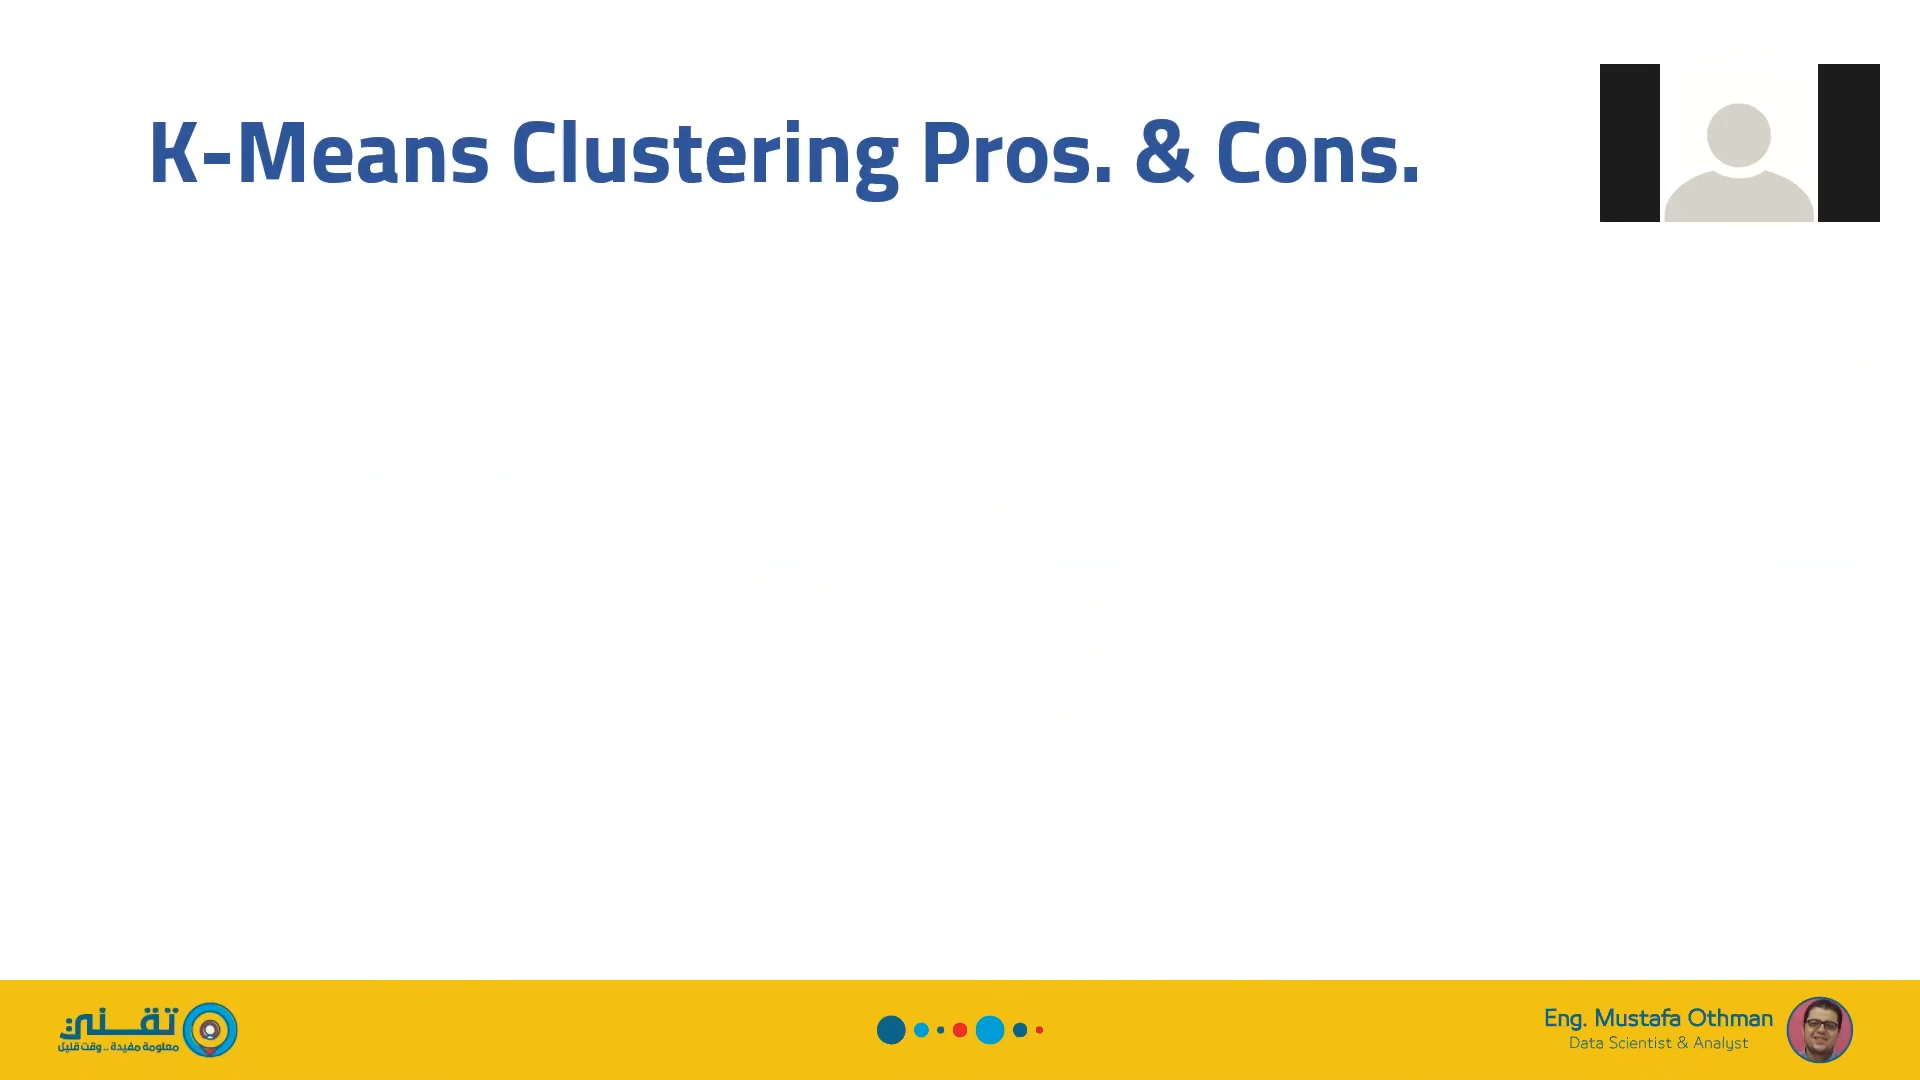 K-Means Clustering Pros. & Cons.
تقني
معلومة مفيدة .. وقت قليل
Eng. Mustafa Othman
Data Scientist & Analyst